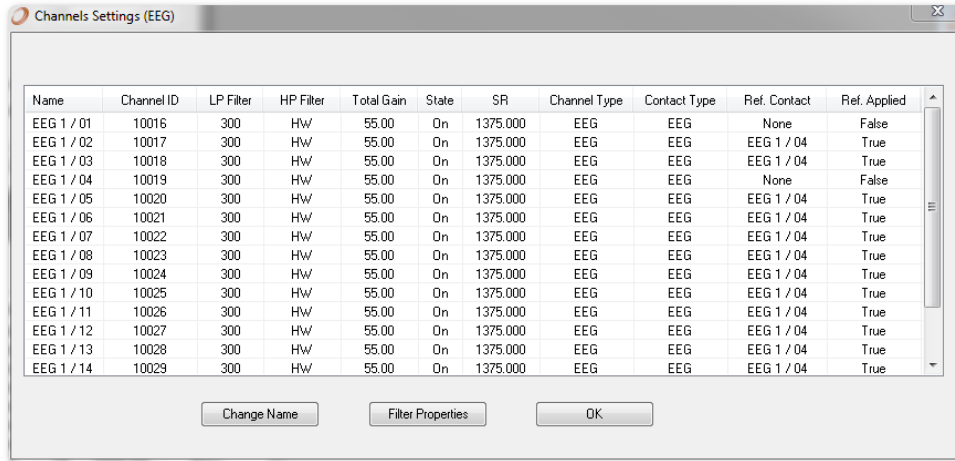 Channels Settings (EEG)
Name Channel ID LP Filter HP Filter Total Gain State SR Channel Type Contact Type Ref. Contact Ref. Applied
EEG 1 / 01 10016 300 HW 55.00 On 1375.000 EEG EEG None False
EEG 1 / 02 10017 300 HW 55.00 On 1375.000 EEG EEG EEG 1 / 04 True
EEG 1 / 03 10018 300 HW 55.00 On 1375.000 EEG EEG EEG 1 / 04 True
EEG 1 / 04 10019 300 HW 55.00 On 1375.000 EEG EEG None False
EEG 1 / 05 10020 300 HW 55.00 On 1375.000 EEG EEG EEG 1 / 04 True
EEG 1 / 06 10021 300 HW 55.00 On 1375.000 EEG EEG EEG 1 / 04 True
EEG 1 / 07 10022 300 HW 55.00 On 1375.000 EEG EEG EEG 1 / 04 True
EEG 1 / 08 10023 300 HW 55.00 On 1375.000 EEG EEG EEG 1 / 04 True
EEG 1 / 09 10024 300 HW 55.00 On 1375.000 EEG EEG EEG 1 / 04 True
EEG 1 / 10 10025 300 HW 55.00 On 1375.000 EEG EEG EEG 1 / 04 True
EEG 1 / 11 10026 300 HW 55.00 On 1375.000 EEG EEG EEG 1 / 04 True
EEG 1 / 12 10027 300 HW 55.00 On 1375.000 EEG EEG EEG 1 / 04 True
EEG 1 / 13 10028 300 HW 55.00 On 1375.000 EEG EEG EEG 1 / 04 True
EEG 1 / 14 10029 300 HW 55.00 On 1375.000 EEG EEG EEG 1 / 04 True
Change Name Filter Properties OK